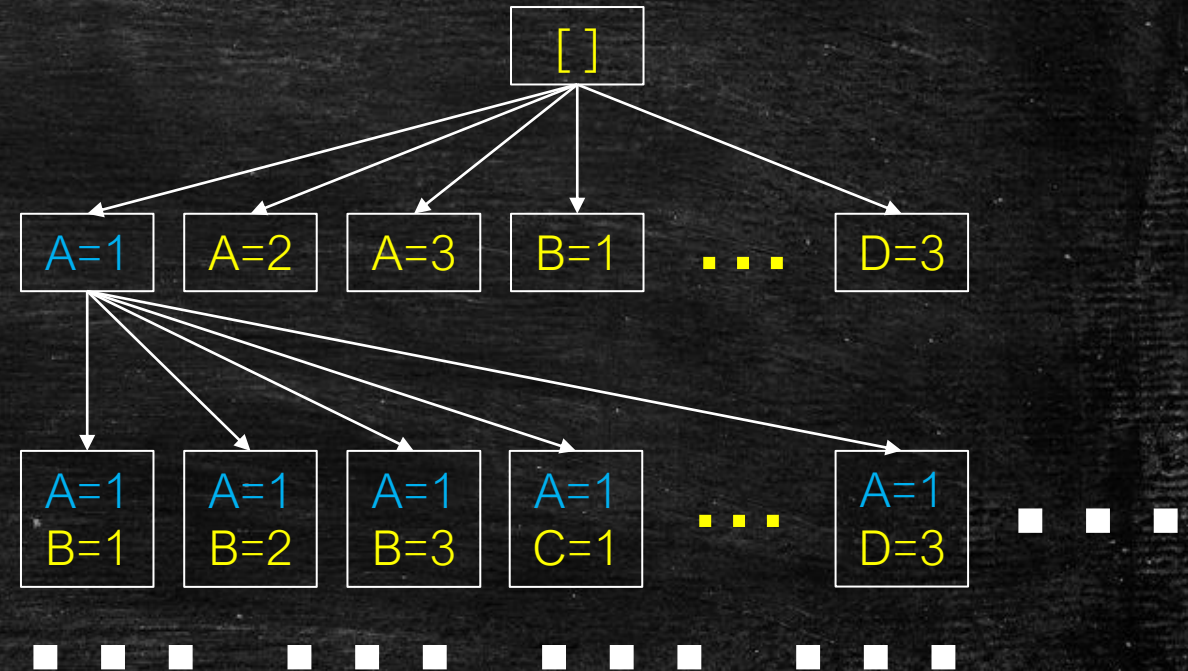 [ ]
A=1 A=2 A=3 B=1 ... D=3
A=1 A=1 A=1 A=1 A=1
B=1 B=2 B=3 C=1 ... D=3 ...
... ... ... ...